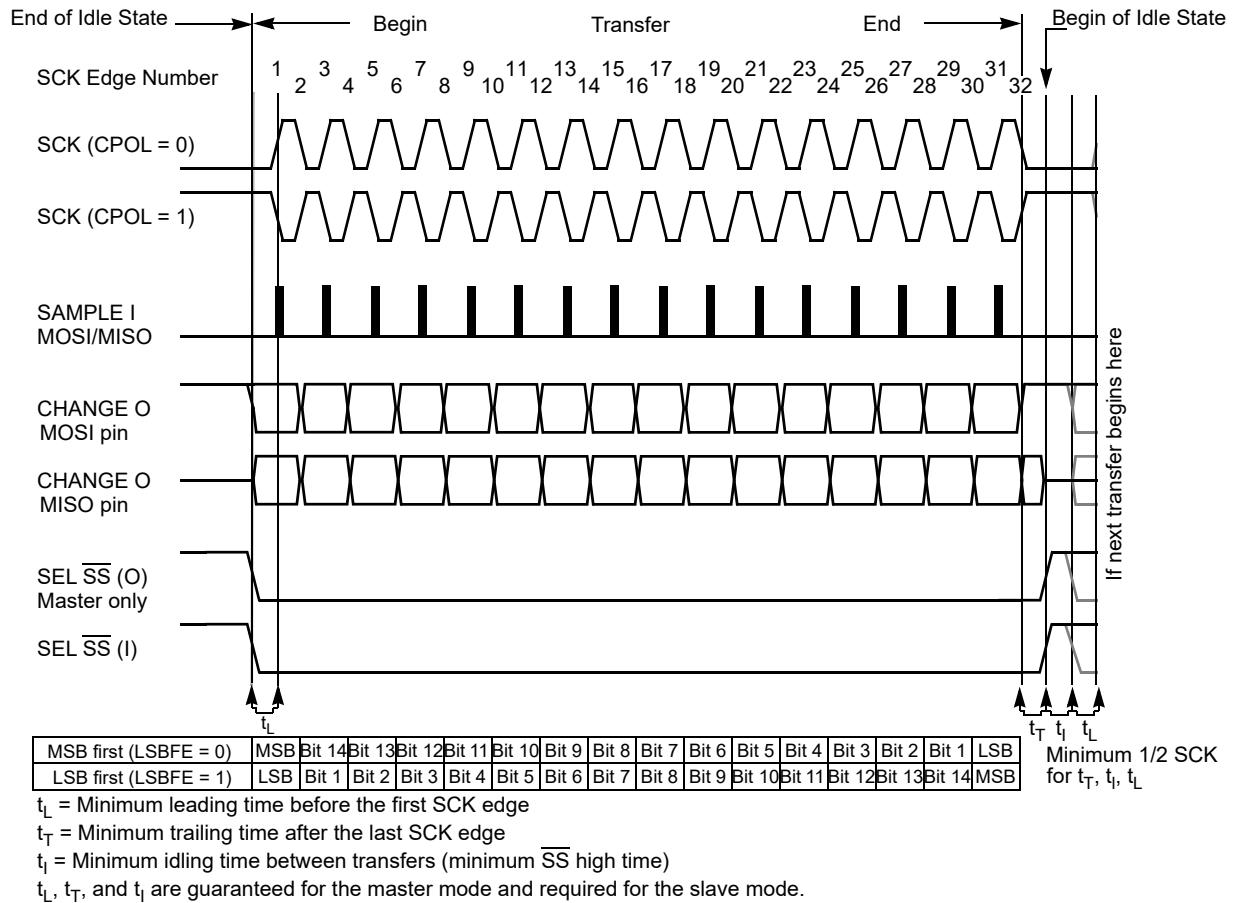 End of Idle State
Begin
Transfer
End
Begin of Idle State
SCK Edge Number
1 3 5 7 9 11 13 15 17 19 21 23 25 27 29 31
2 4 6 8 10 12 14 16 18 20 22 24 26 28 30 32
SCK (CPOL = 0)
SCK (CPOL = 1)
SAMPLE I
MOSI/MISO
CHANGE O
MOSI pin
CHANGE O
MISO pin
SEL S̅S̅ (O)
Master only
SEL S̅S̅ (I)
If next transfer begins here
tL
tT tI tL
MSB first (LSBFE = 0) MSB Bit 14 Bit 13 Bit 12 Bit 11 Bit 10 Bit 9 Bit 8 Bit 7 Bit 6 Bit 5 Bit 4 Bit 3 Bit 2 Bit 1 LSB
LSB first (LSBFE = 1) LSB Bit 1 Bit 2 Bit 3 Bit 4 Bit 5 Bit 6 Bit 7 Bit 8 Bit 9 Bit 10 Bit 11 Bit 12 Bit 13 Bit 14 MSB
Minimum 1/2 SCK
for tT, tI, tL
tL = Minimum leading time before the first SCK edge
tT = Minimum trailing time after the last SCK edge
tI = Minimum idling time between transfers (minimum S̅S̅ high time)
tL, tT, and tI are guaranteed for the master mode and required for the slave mode.